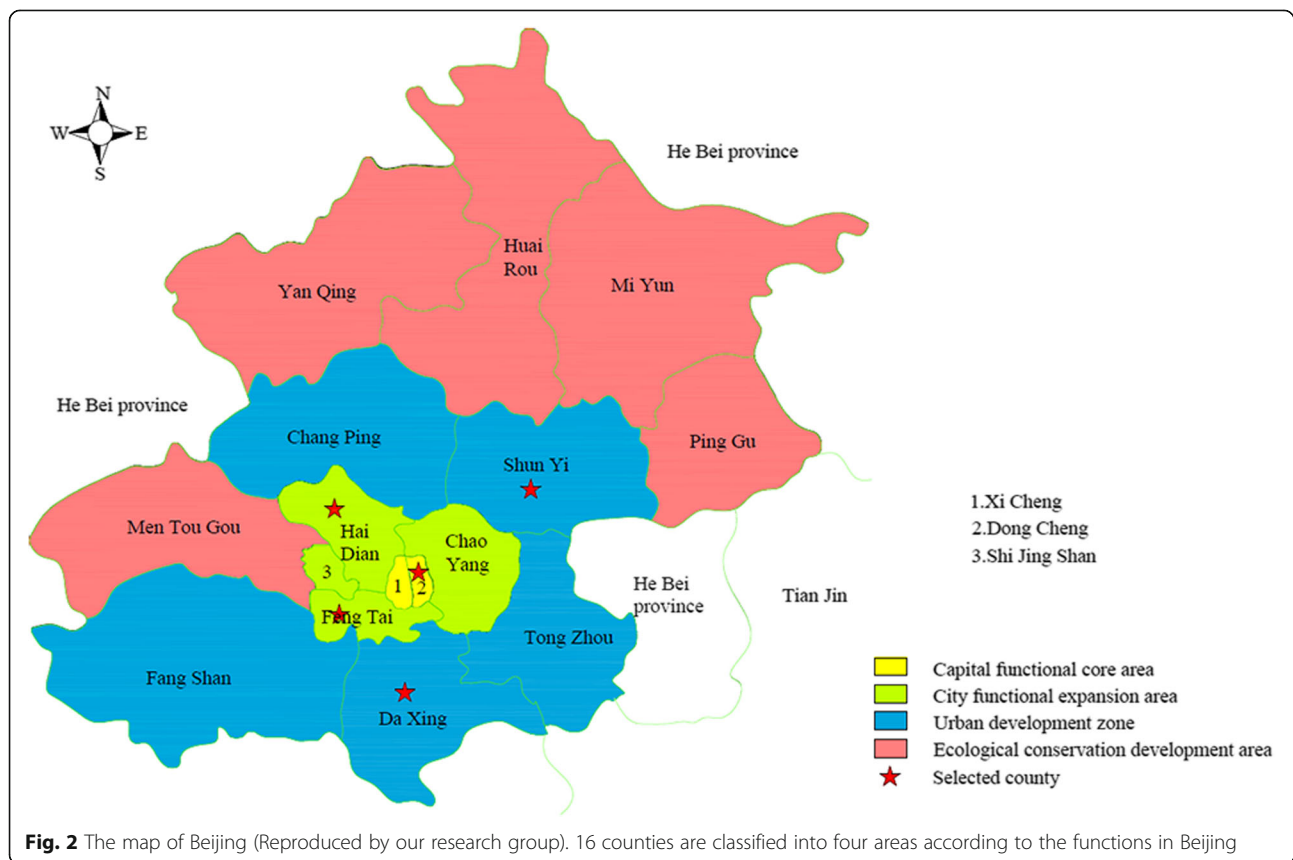 N
W E
S
He Bei province
Huai
Rou
Mi Yun
Yan Qing
He Bei province
Chang Ping
Ping Gu
Shun Yi
Men Tou Gou
Hai
Dian
Chao
Yang
3
1
2
Feng Tai
He Bei
province
Tian Jin
Tong Zhou
Fang Shan
Da Xing
1.Xi Cheng
2.Dong Cheng
3.Shi Jing Shan
Capital functional core area
City functional expansion area
Urban development zone
Ecological conservation development area
Selected county
Fig. 2 The map of Beijing (Reproduced by our research group). 16 counties are classified into four areas according to the functions in Beijing